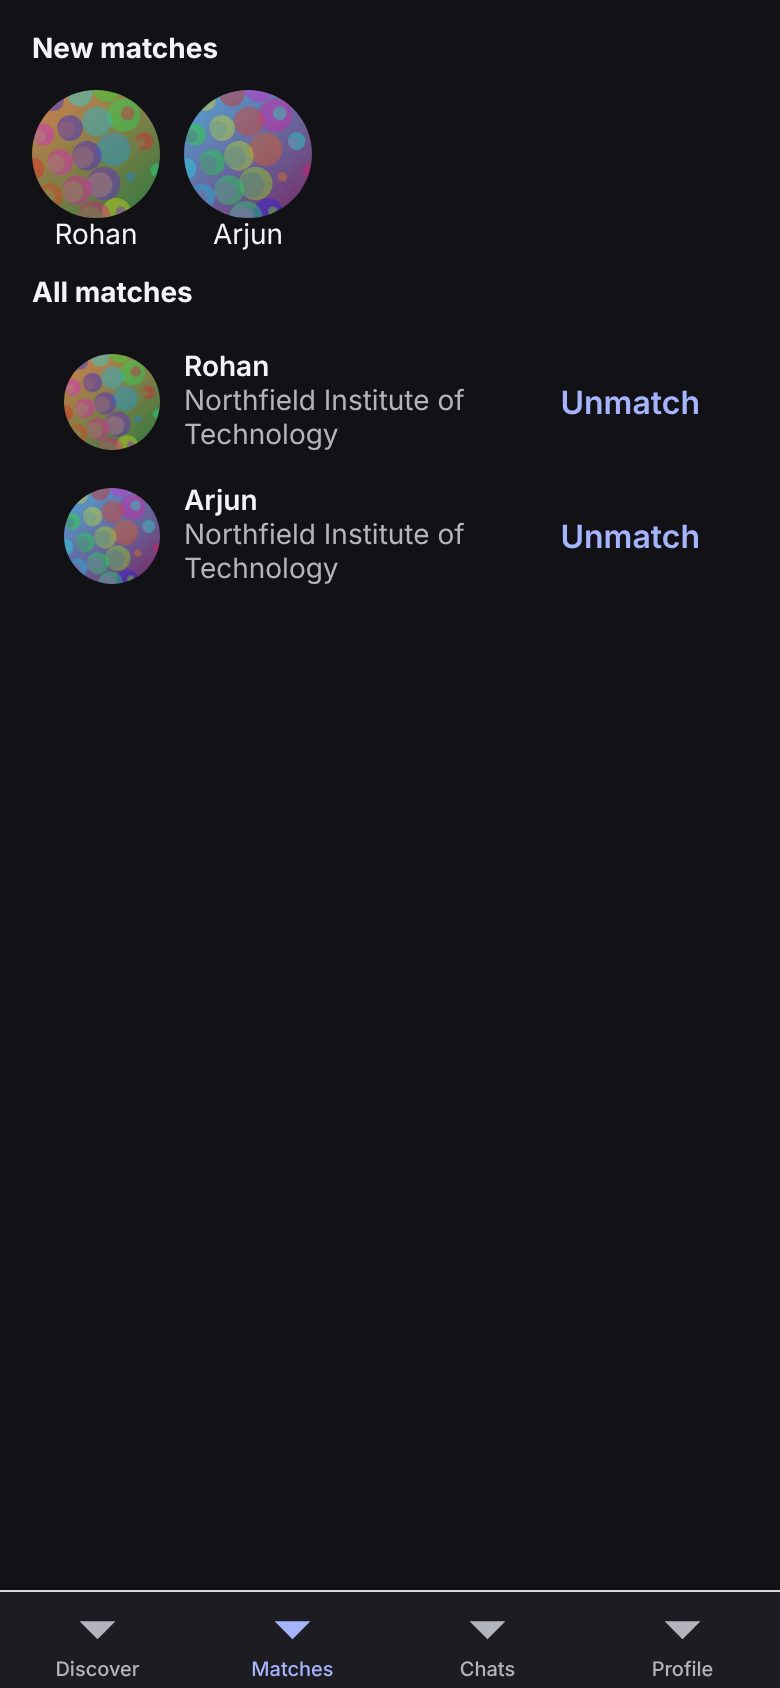 New matches
Rohan
Arjun
All matches
Rohan
Northfield Institute of
Technology
Unmatch
Arjun
Northfield Institute of
Technology
Unmatch
Discover
Matches
Chats
Profile